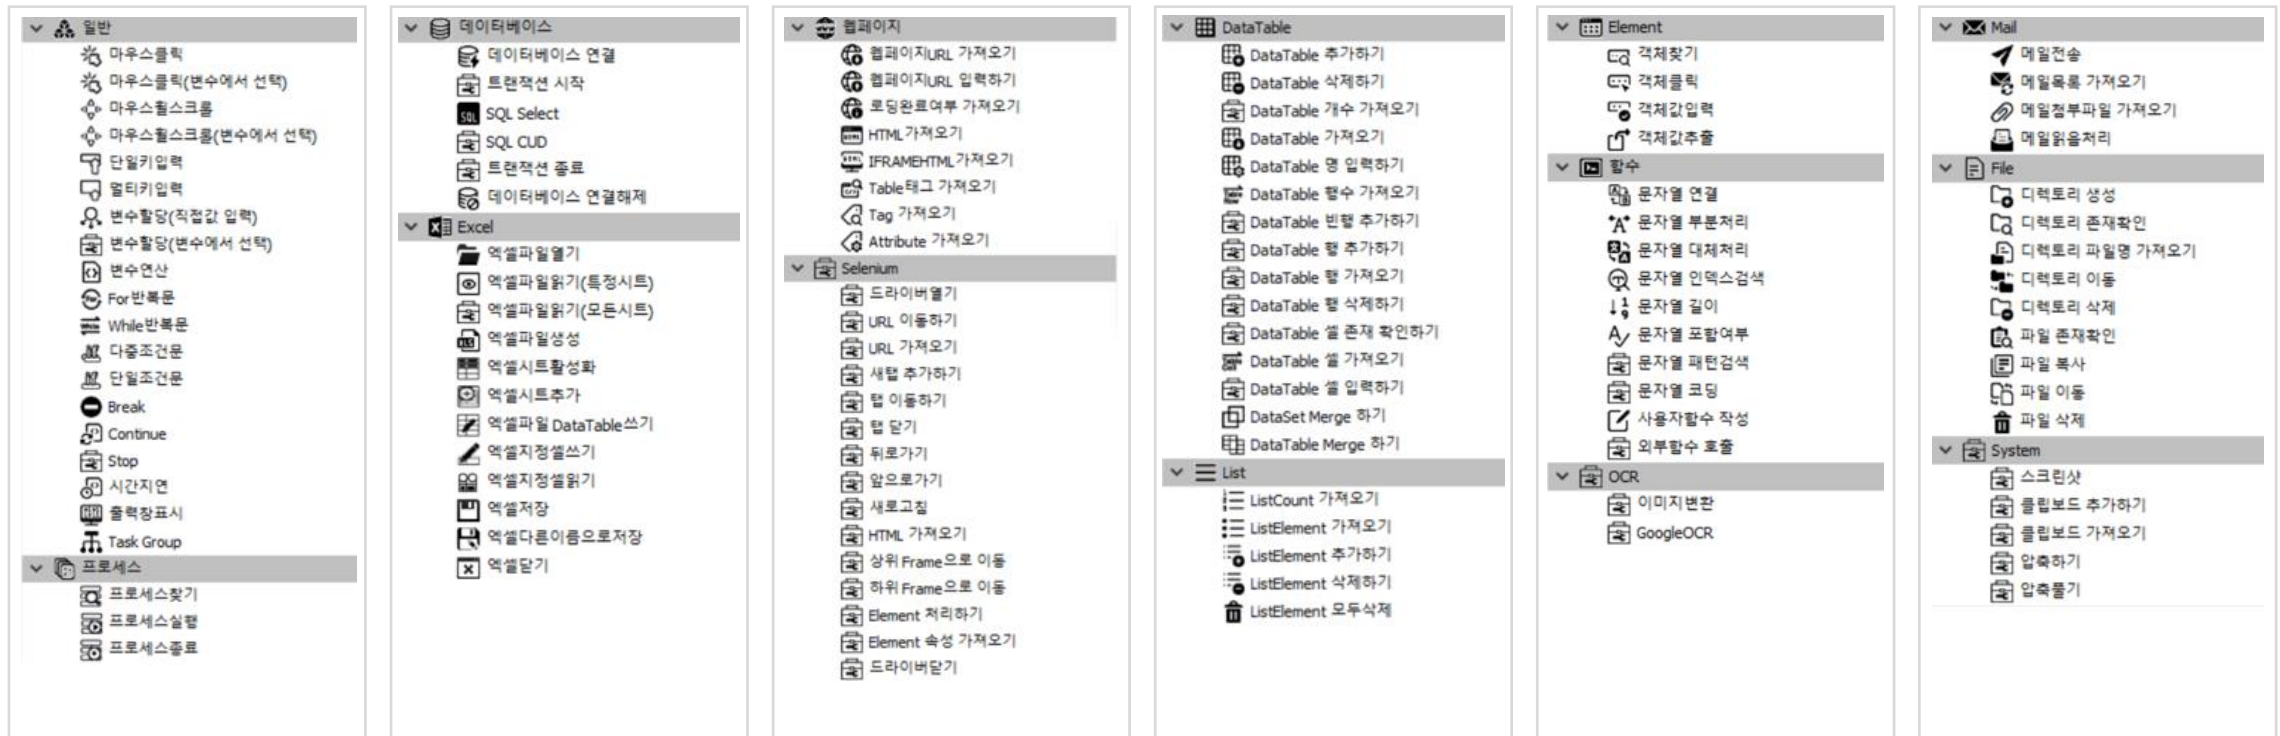 일반
마우스클릭
마우스클릭(변수에서 선택)
마우스휠스크롤
마우스휠스크롤(변수에서 선택)
단일키입력
멀티키입력
변수할당(직접값 입력)
변수할당(변수에서 선택)
변수연산
For반복문
While반복문
다중조건문
단일조건문
Break
Continue
Stop
시간지연
출력창표시
Task Group
프로세스
프로세스찾기
프로세스실행
프로세스종료
데이터베이스
데이터베이스 연결
트랜잭션 시작
SQL Select
SQL CUD
트랜잭션 종료
데이터베이스 연결해제
Excel
엑셀파일열기
엑셀파일읽기(특정시트)
엑셀파일읽기(모든시트)
엑셀파일생성
엑셀시트활성화
엑셀시트추가
엑셀파일 DataTable쓰기
엑셀지정셀쓰기
엑셀지정셀읽기
엑셀저장
엑셀다른이름으로저장
엑셀닫기
웹페이지
웹페이지URL 가져오기
웹페이지URL 입력하기
로딩완료여부 가져오기
HTML가져오기
IFRAMEHTML가져오기
Table태그 가져오기
Tag 가져오기
Attribute 가져오기
Selenium
드라이버열기
URL 이동하기
URL 가져오기
새탭 추가하기
탭 이동하기
탭 닫기
뒤로가기
앞으로가기
새로고침
HTML 가져오기
상위 Frame으로 이동
하위 Frame으로 이동
Element 처리하기
Element 속성 가져오기
드라이버닫기
DataTable
DataTable 추가하기
DataTable 삭제하기
DataTable 개수 가져오기
DataTable 가져오기
DataTable 명 입력하기
DataTable 행수 가져오기
DataTable 빈행 추가하기
DataTable 행 추가하기
DataTable 행 가져오기
DataTable 행 삭제하기
DataTable 셀 존재 확인하기
DataTable 셀 가져오기
DataTable 셀 입력하기
DataSet Merge 하기
DataTable Merge 하기
List
ListCount 가져오기
ListElement 가져오기
ListElement 추가하기
ListElement 삭제하기
ListElement 모두삭제
Element
객체찾기
객체클릭
객체값입력
객체값추출
함수
문자열 연결
문자열 부분처리
문자열 대체처리
문자열 인덱스검색
문자열 길이
문자열 포함여부
문자열 패턴검색
문자열 코딩
사용자함수 작성
외부함수 호출
OCR
이미지변환
GoogleOCR
Mail
메일전송
메일목록 가져오기
메일첨부파일 가져오기
메일읽음처리
File
디렉토리 생성
디렉토리 존재확인
디렉토리 파일명 가져오기
디렉토리 이동
디렉토리 삭제
파일 존재확인
파일 복사
파일 이동
파일 삭제
System
스크린샷
클립보드 추가하기
클립보드 가져오기
압축하기
압축풀기